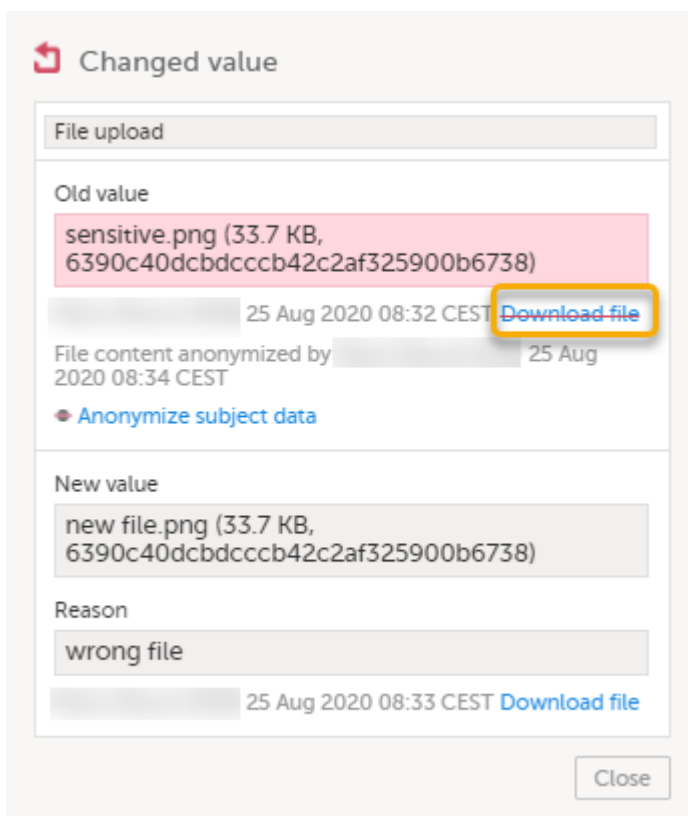 Changed value
File upload
Old value
sensitive.png (33.7 KB,
6390c40dcbdcccb42c2af325900b6738)
25 Aug 2020 08:32 CEST Download file
File content anonymized by 25 Aug
2020 08:34 CEST
Anonymize subject data
New value
new file.png (33.7 KB,
6390c40dcbdcccb42c2af325900b6738)
Reason
wrong file
25 Aug 2020 08:33 CEST Download file
Close